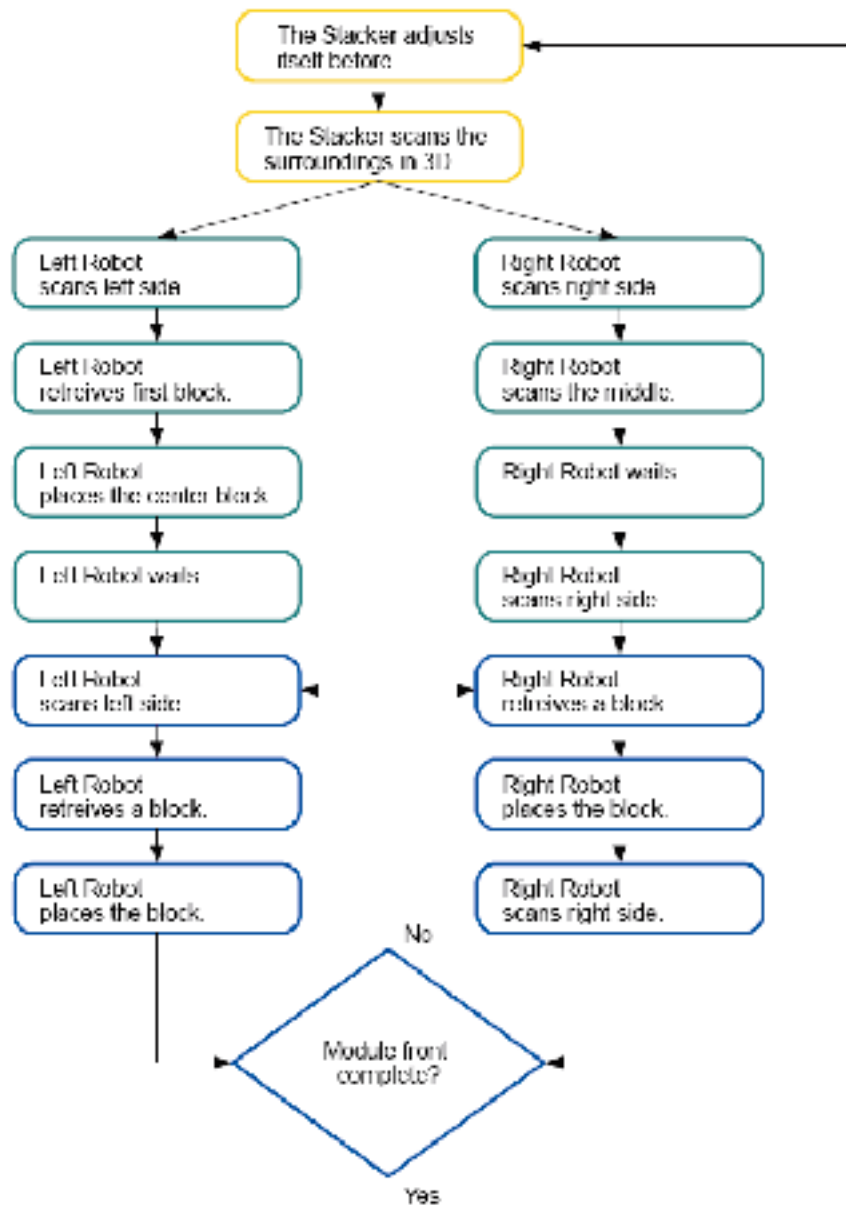 The Stacker adjusts
itself before
The Stacker scans the
surroundings in 3D
Left Robot
scans left side
Right Robot
scans right side
Left Robot
retreives first block.
Right Robot
scans the middle.
Left Robot
places the center block
Right Robot waits
Left Robot waits
Right Robot
scans right side
Left Robot
scans left side
Right Robot
retreives a block
Left Robot
retreives a block.
Right Robot
places the block.
Left Robot
places the block.
Right Robot
scans right side.
No
Module front
complete?
Yes